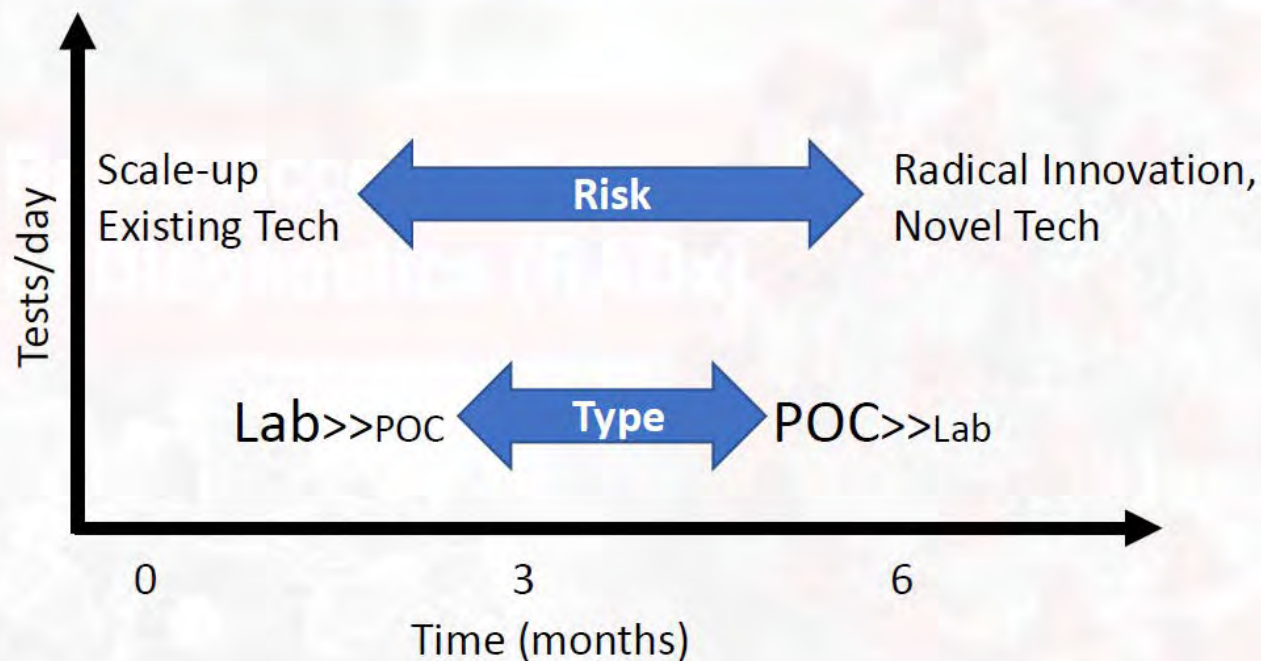 Tests/day
Scale-up
Existing Tech
Risk
Radical Innovation,
Novel Tech
Lab>>POC
Type
POC>>Lab
0
3
6
Time (months)